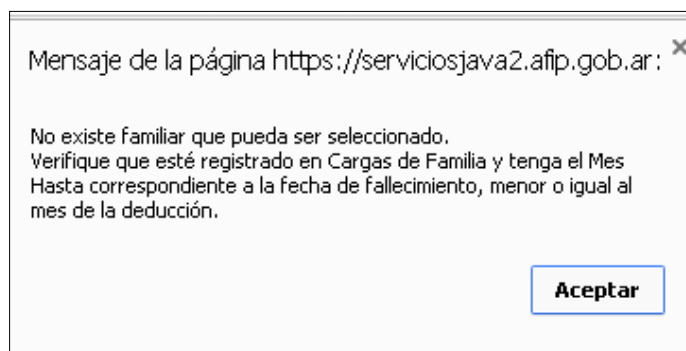 Mensaje de la página https://serviciosjava2.afip.gob.ar:
No existe familiar que pueda ser seleccionado.
Verifique que esté registrado en Cargas de Familia y tenga el Mes
Hasta correspondiente a la fecha de fallecimiento, menor o igual al
mes de la deducción.
Aceptar